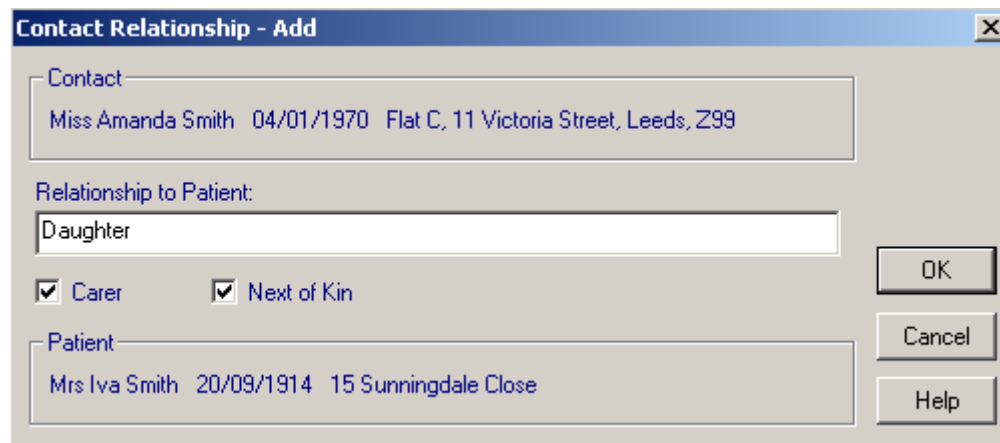 Contact Relationship - Add
Contact
Miss Amanda Smith 04/01/1970 Flat C, 11 Victoria Street, Leeds, Z99
Relationship to Patient:
Daughter
Carer Next of Kin
Patient
Mrs Iva Smith 20/09/1914 15 Sunningdale Close
OK
Cancel
Help